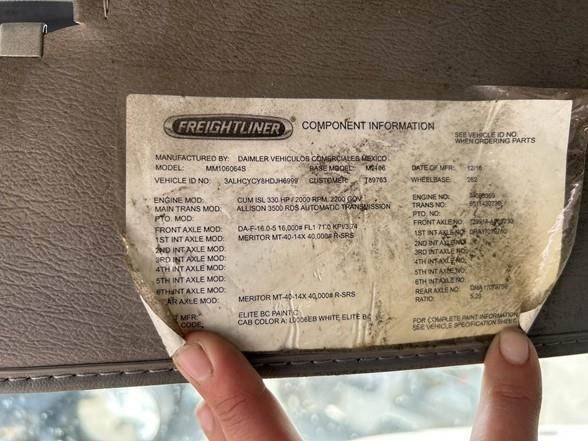 FREIGHTLINER® COMPONENT INFORMATION
SEE VEHICLE ID NO.
WHEN ORDERING PARTS
MANUFACTURED BY: DAIMLER VEHICULOS COMERCIALES MEXICO
MODEL: MM106064S BASE MODEL: DATE OF MFR: 12/16
VEHICLE ID NO: 3ALHCYCY8HDJH6999 CUSTOMER: WHEELBASE:
ENGINE MOD: CUM ISL 330 HP / 2000 RPM, 2200 GOV ENGINE NO:
MAIN TRANS MOD: ALLISON 3500 RDS AUTOMATIC TRANSMISSION TRANS NO:
PTO. MOD: PTO. NO:
FRONT AXLE MOD: DA-F-16.0-5 16,000# FL1 71.0 KPI/3.74 FRONT AXLE NO:
1ST INT AXLE MOD: MERITOR MT-40-14X 40,000# R-SRS 1ST INT AXLE NO:
2ND INT AXLE MOD: 2ND INT AXLE NO:
3RD INT AXLE MOD: 3RD INT AXLE NO:
4TH INT AXLE MOD: 4TH INT AXLE NO:
5TH INT AXLE MOD: 5TH INT AXLE NO:
6TH INT AXLE MOD: 6TH INT AXLE NO:
AR AXLE MOD: MERITOR MT-40-14X 40,000# R-SRS REAR AXLE NO:
RATIO:
MFR: ELITE BC PAINT
CODE: CAB COLOR A: WHITE ELITE BC
FOR COMPLETE PAINT INFORMATION
SEE VEHICLE SPECIFICATION